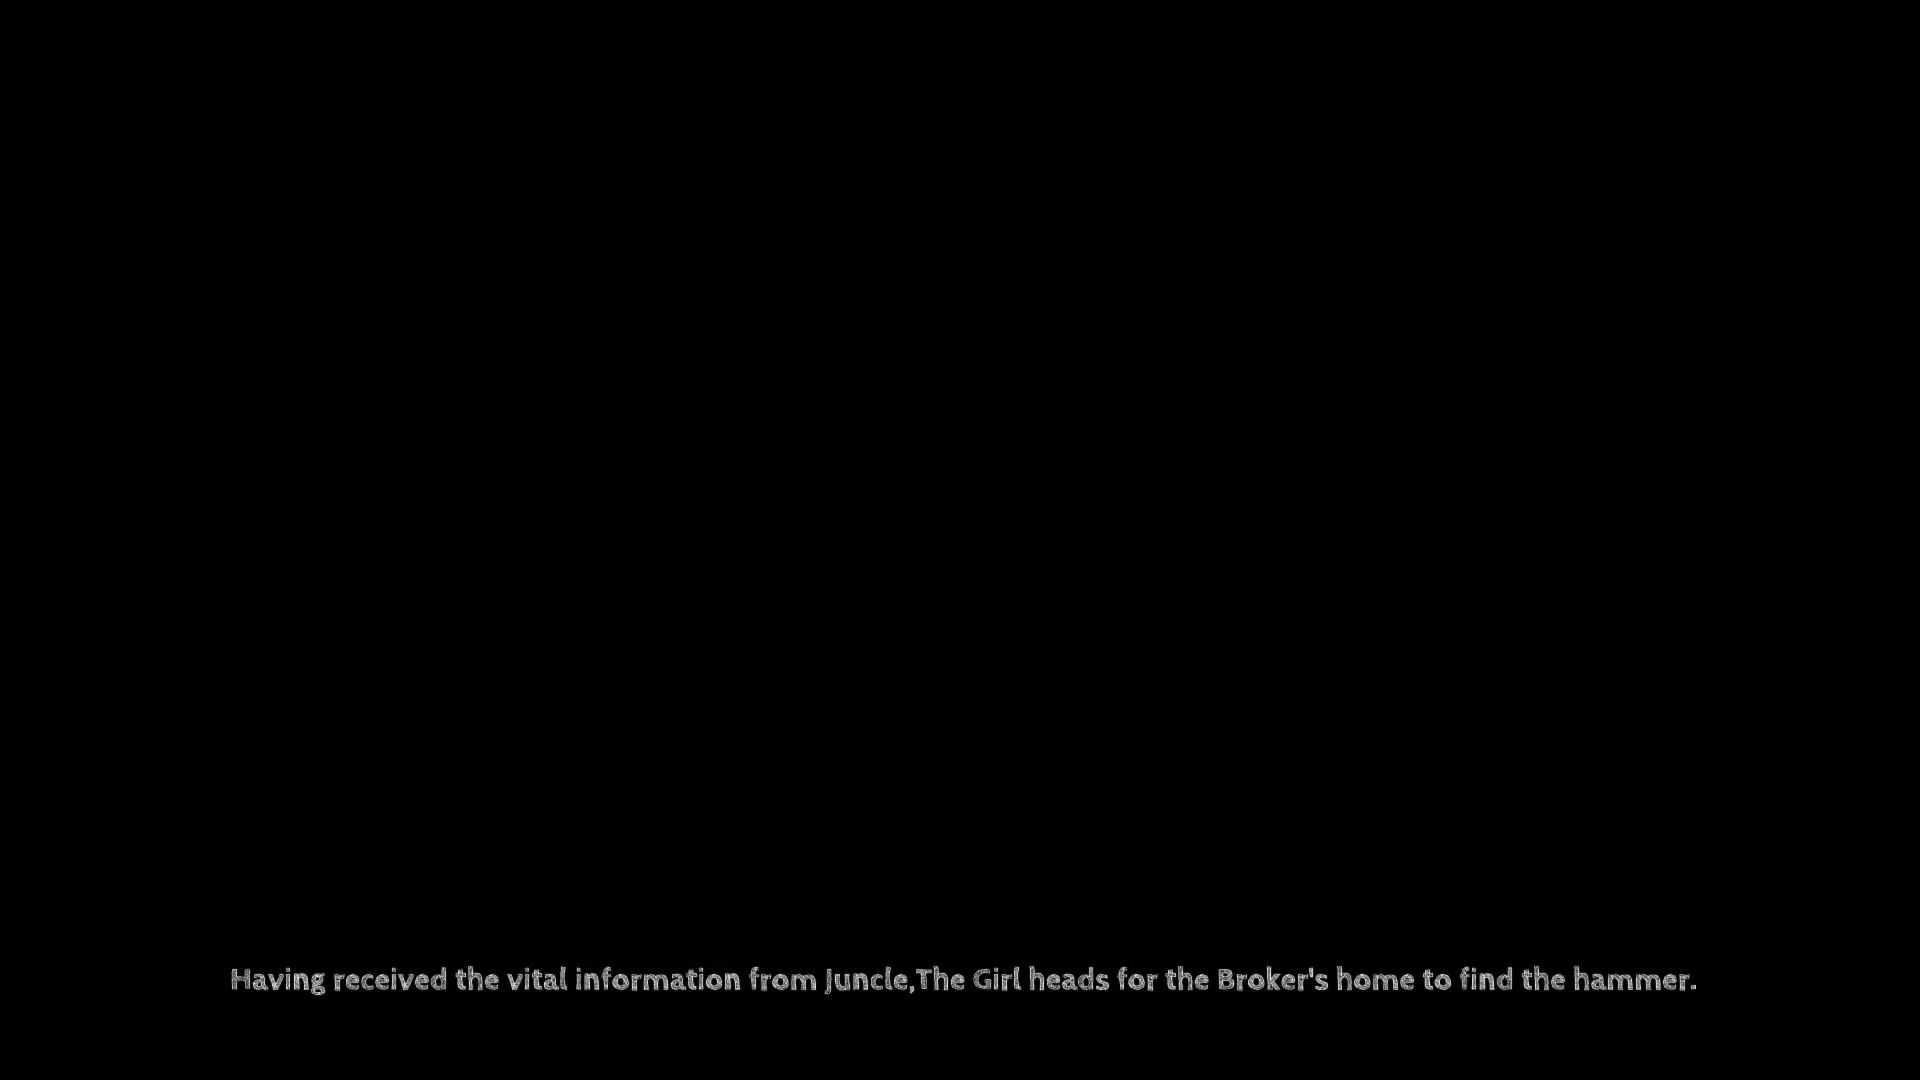 Having received the vital information from Juncle,The Girl heads for the Broker's home to find the hammer.